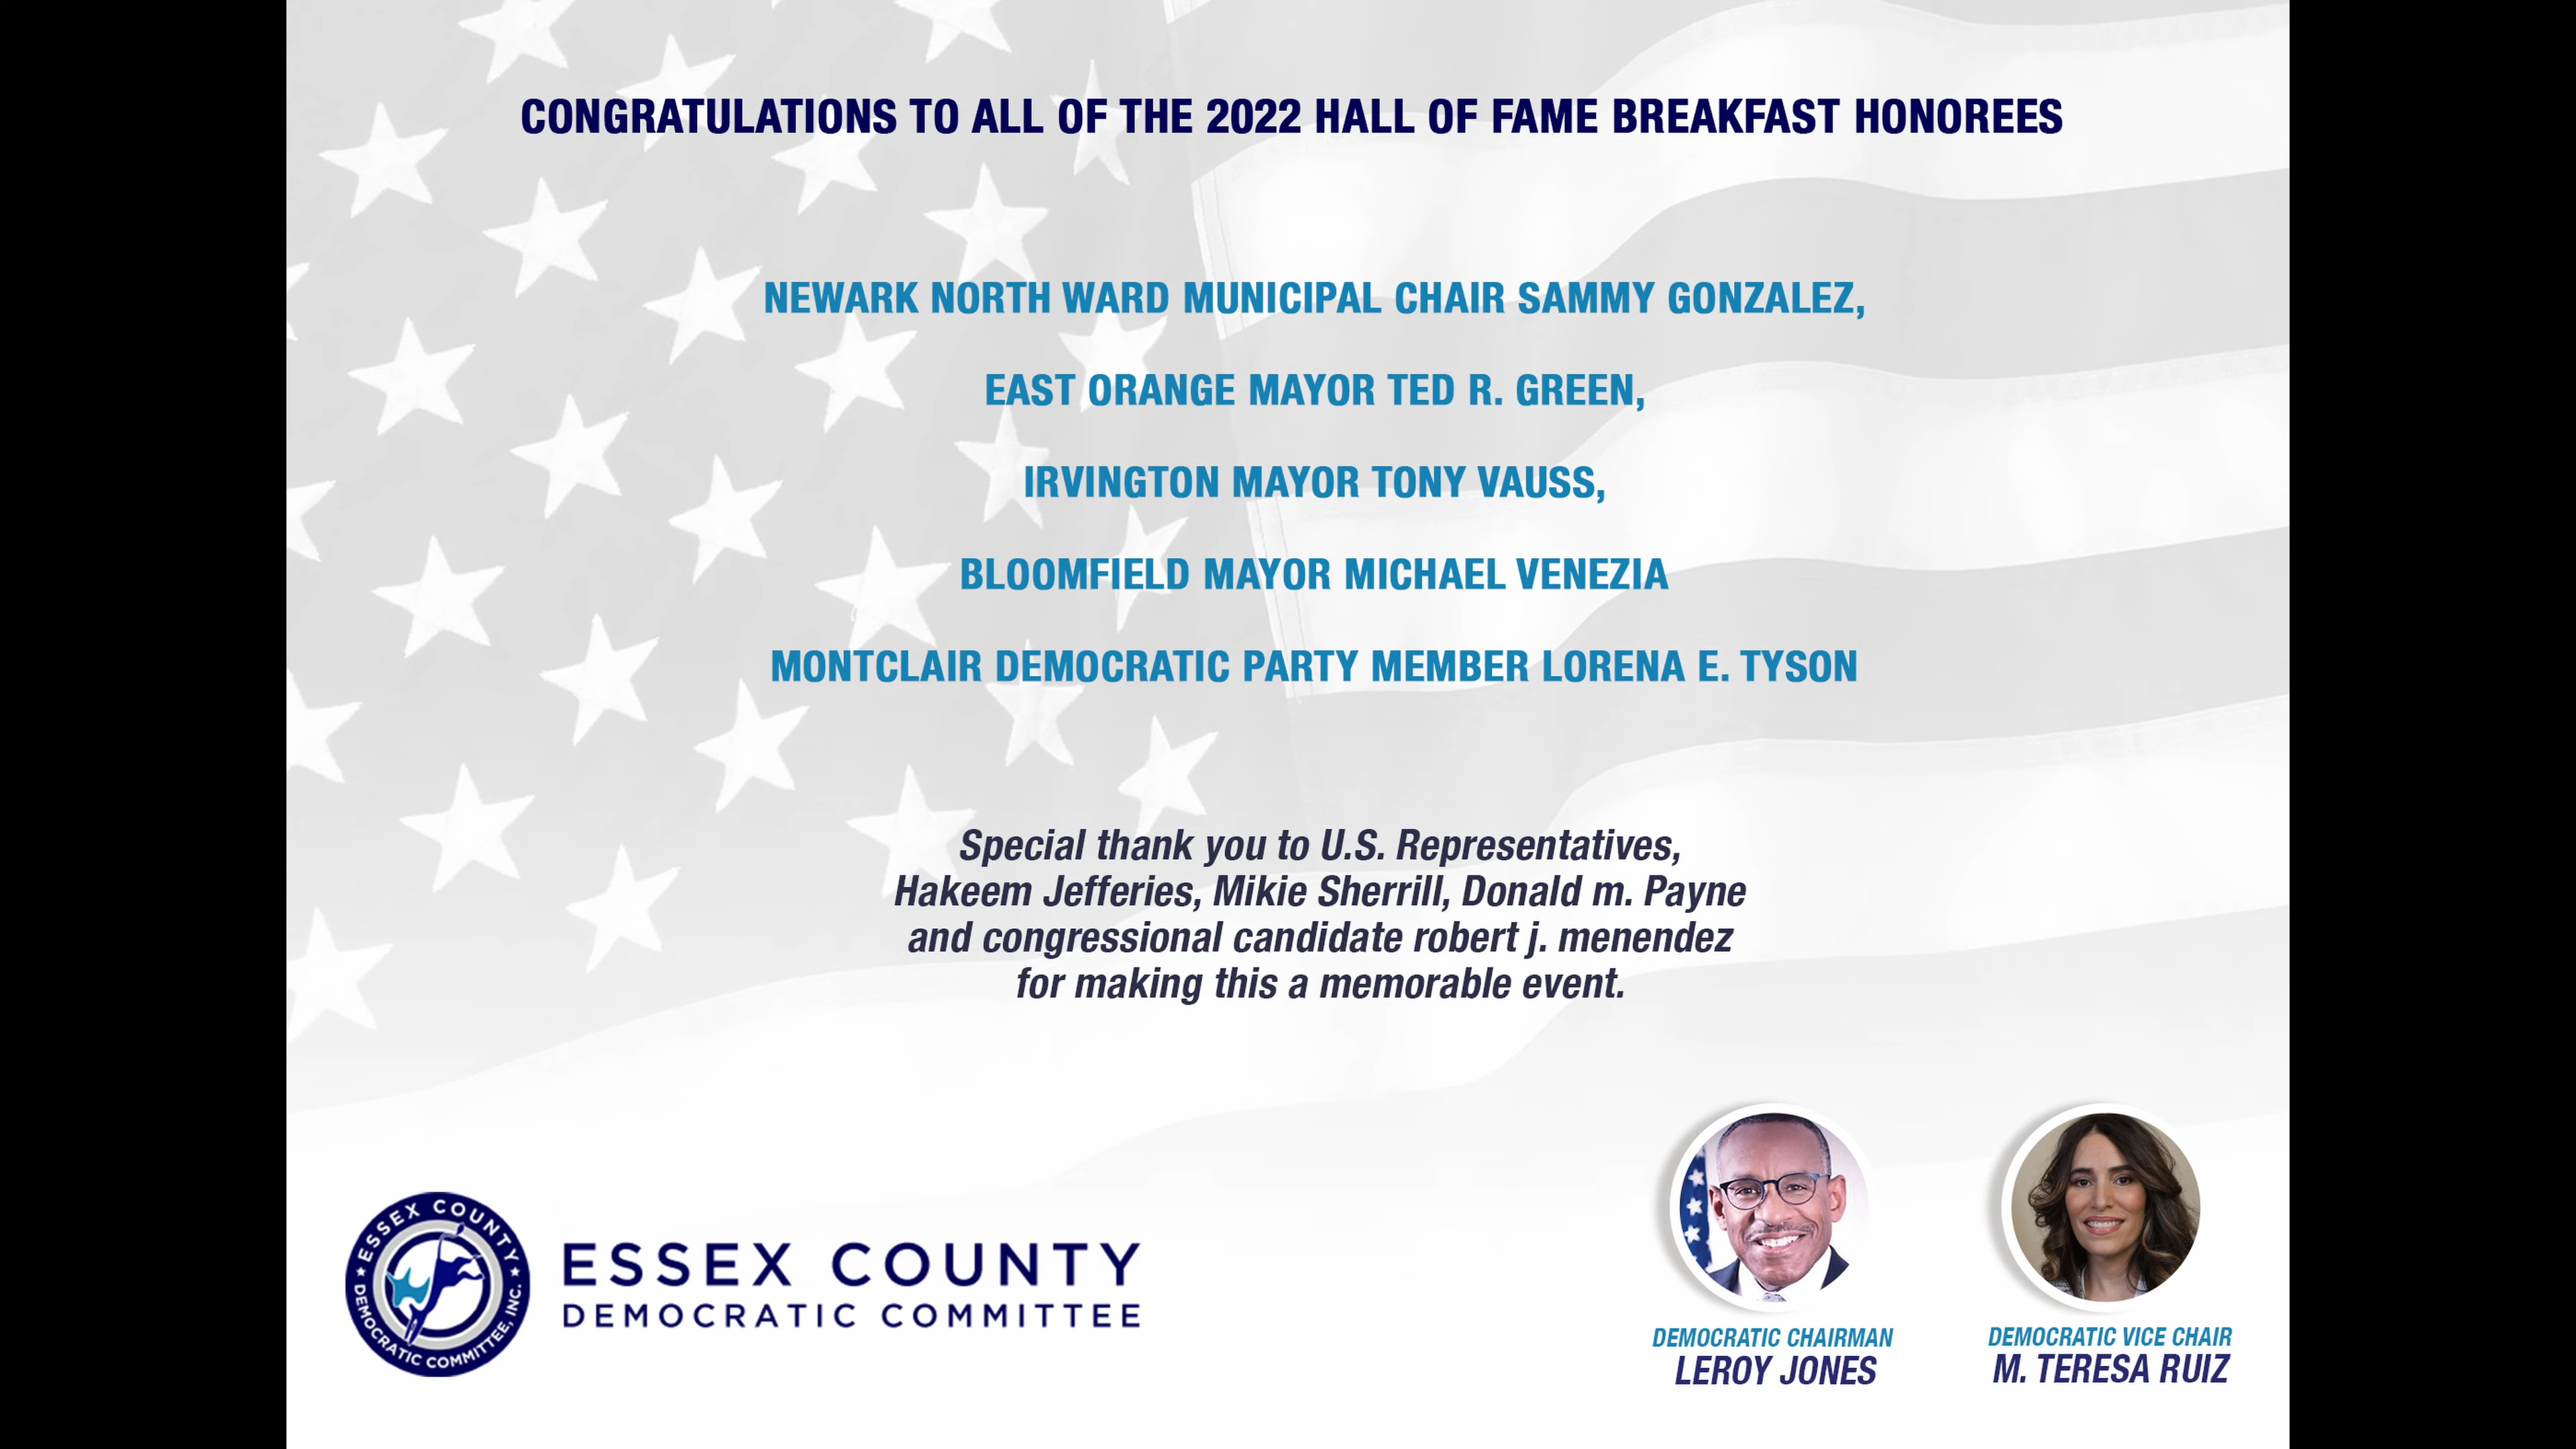 CONGRATULATIONS TO ALL OF THE 2022 HALL OF FAME BREAKFAST HONOREES
NEWARK NORTH WARD MUNICIPAL CHAIR SAMMY GONZALEZ,
EAST ORANGE MAYOR TED R. GREEN,
IRVINGTON MAYOR TONY VAUSS,
BLOOMFIELD MAYOR MICHAEL VENEZIA
MONTCLAIR DEMOCRATIC PARTY MEMBER LORENA E. TYSON
Special thank you to U.S. Representatives,
Hakeem Jefferies, Mikie Sherrill, Donald m. Payne
and congressional candidate robert j. menendez
for making this a memorable event.
ESSEX COUNTY
DEMOCRATIC COMMITTEE, INC.
ESSEX COUNTY
DEMOCRATIC COMMITTEE
DEMOCRATIC CHAIRMAN
LEROY JONES
DEMOCRATIC VICE CHAIR
M. TERESA RUIZ